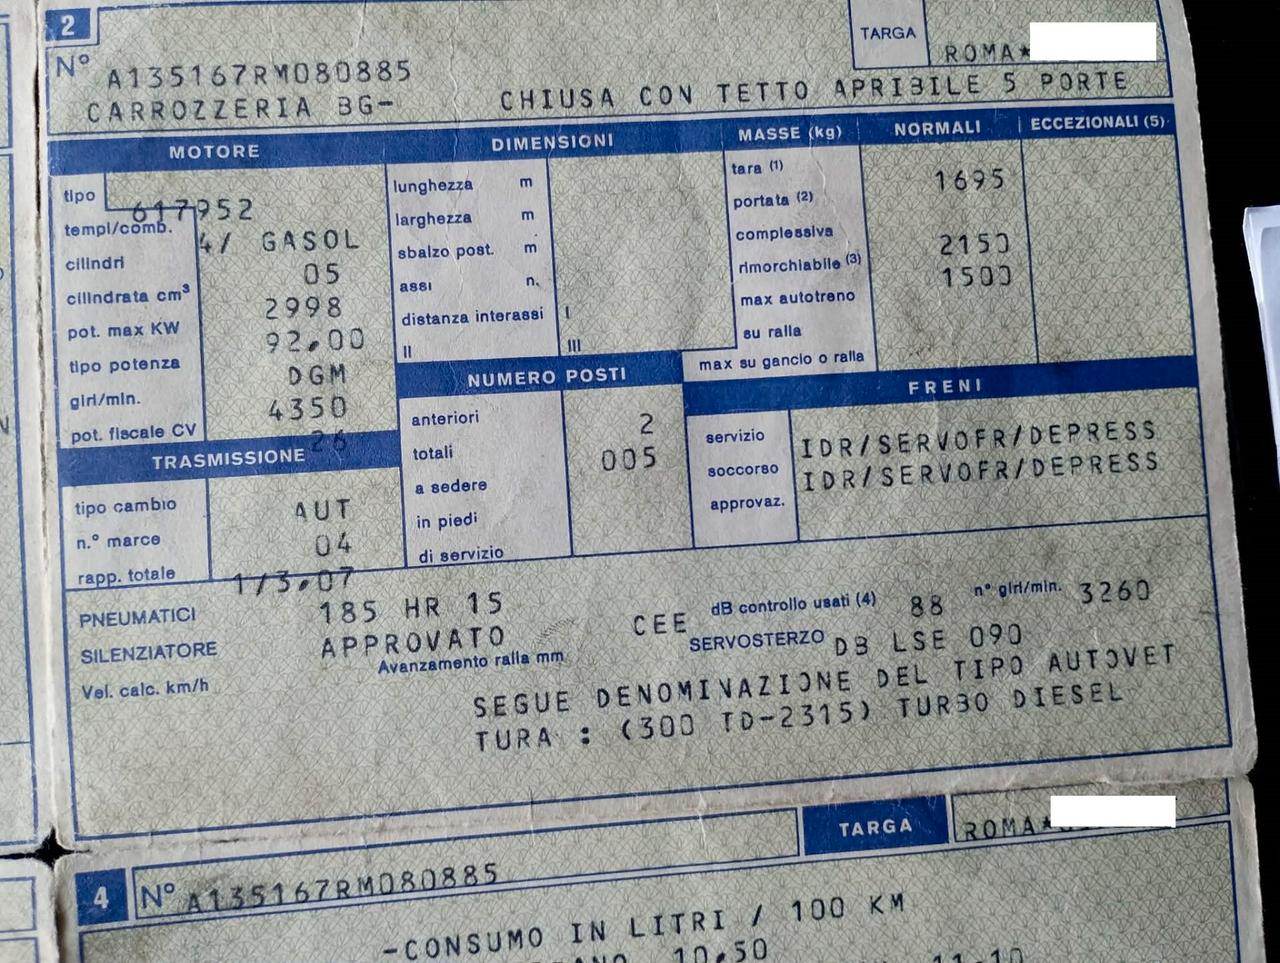 2
N° A135167RM080885
TARGA ROMA*
CARROZZERIA BG- CHIUSA CON TETTO APRIBILE 5 PORTE
MOTORE
tipo 617952
tempi/comb. 4/ GASOL
cilindri 05
cilindrata cm³ 2998
pot. max KW 92,00
tipo potenza DGM
giri/min. 4350
pot. fiscale CV 26
TRASMISSIONE
tipo cambio AUT
n.° marce 04
rapp. totale 1/3,07
DIMENSIONI
lunghezza m
larghezza m
sbalzo post. m
assi n.
distanza interassi I
II III
NUMERO POSTI
anteriori 2
totali 005
a sedere
in piedi
di servizio
MASSE (kg) NORMALI ECCEZIONALI (5)
tara (1) 1695
portata (2)
complessiva 2150
rimorchiabile (3) 1500
max autotreno
su ralla
max su gancio o ralla
FRENI
servizio IDR/SERVOFR/DEPRESS
soccorso IDR/SERVOFR/DEPRESS
approvaz.
PNEUMATICI 185 HR 15
SILENZIATORE APPROVATO CEE dB controllo usati (4) 88 n° giri/min. 3260
Vel. calc. km/h Avanzamento ralla mm SERVOSTERZO DB LSE 090
SEGUE DENOMINAZIONE DEL TIPO AUTOVET
TURA : (300 TD-2315) TURBO DIESEL
4 N° A135167RM080885 TARGA ROMA*
-CONSUMO IN LITRI / 100 KM
10,50 11,10